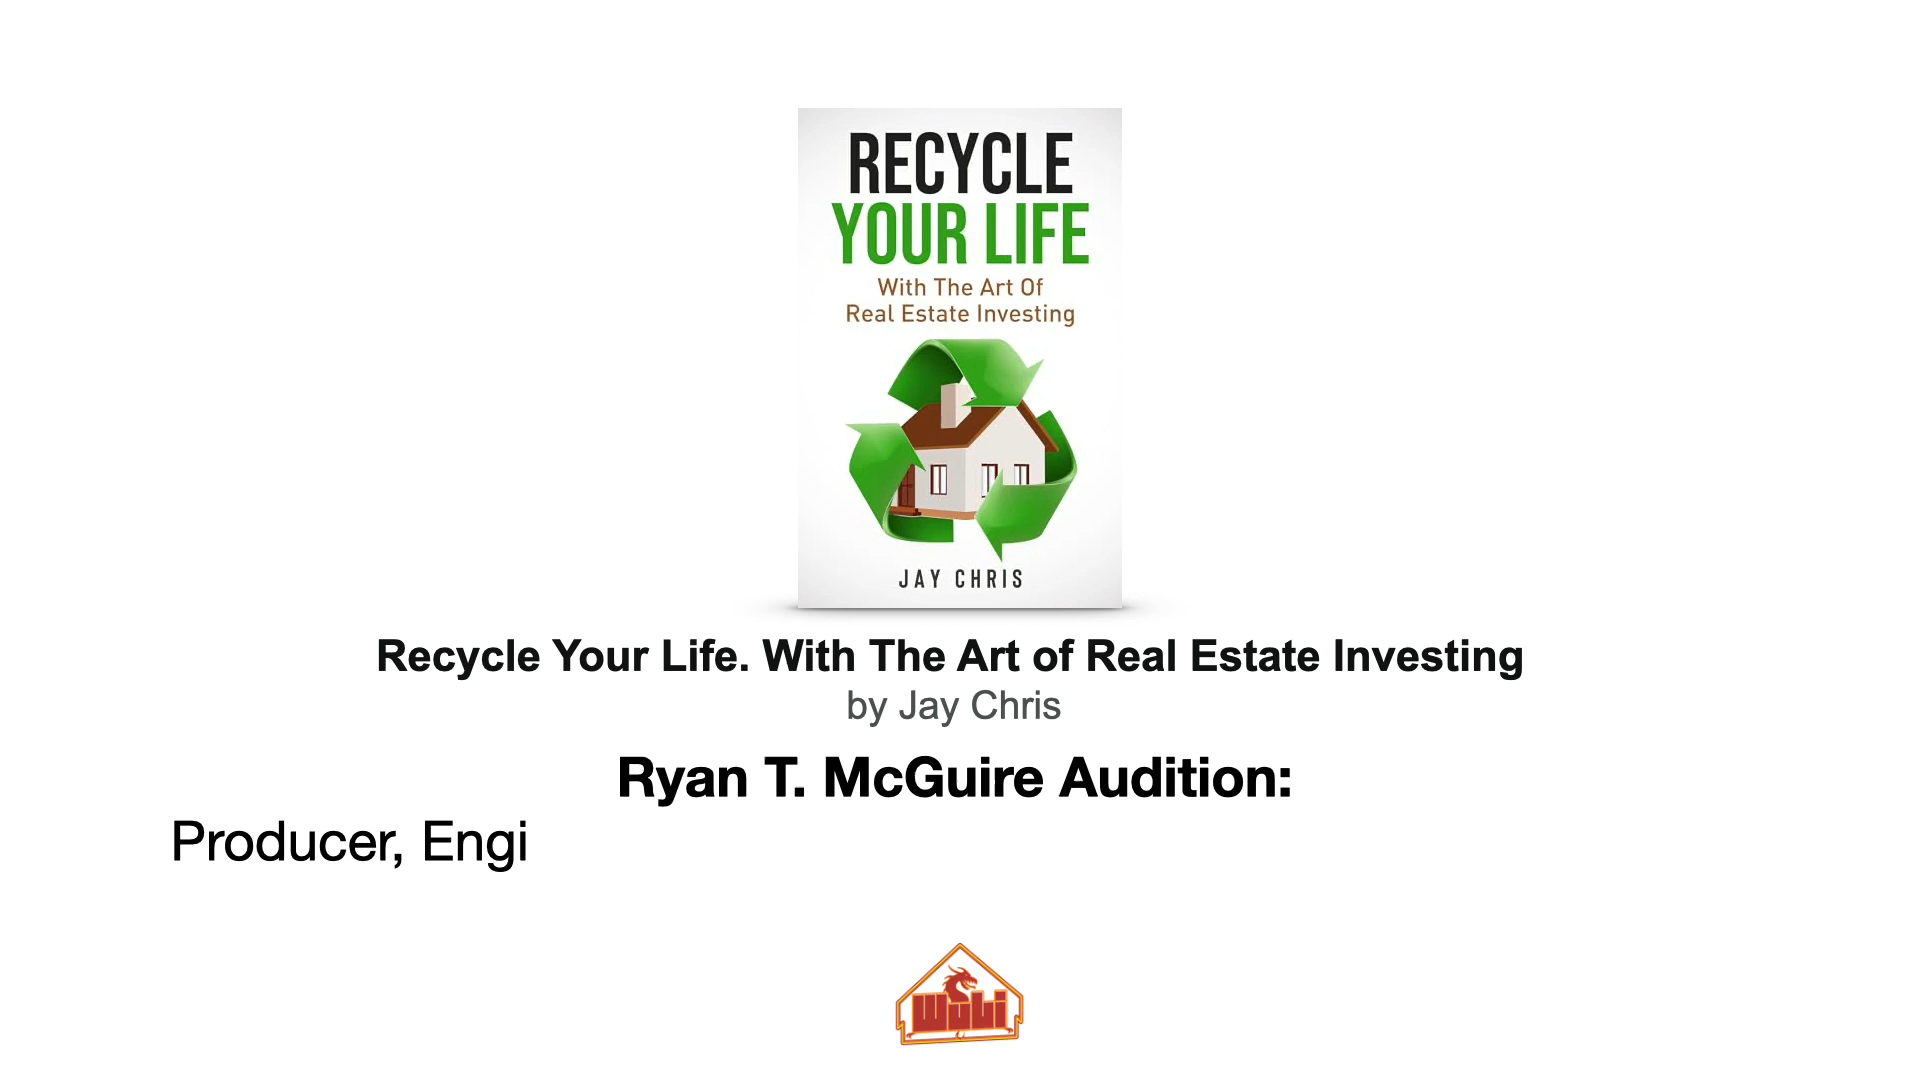 RECYCLE
YOUR LIFE
With The Art Of
Real Estate Investing
JAY CHRIS
Recycle Your Life. With The Art of Real Estate Investing
by Jay Chris
Ryan T. McGuire Audition:
Producer, Engi
Wubi